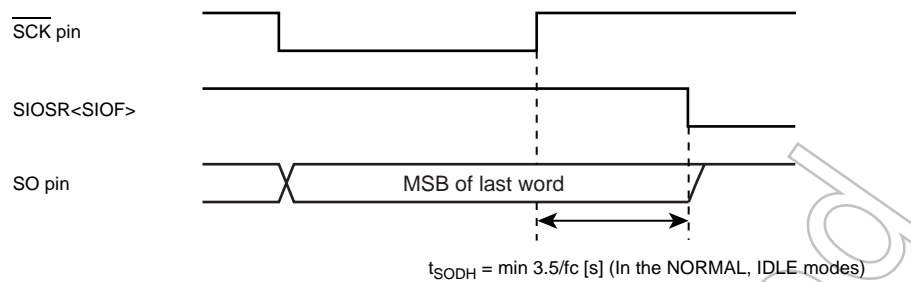 SCK pin
SIOSR<SIOF>
SO pin
MSB of last word
tSODH = min 3.5/fc [s] (In the NORMAL, IDLE modes)